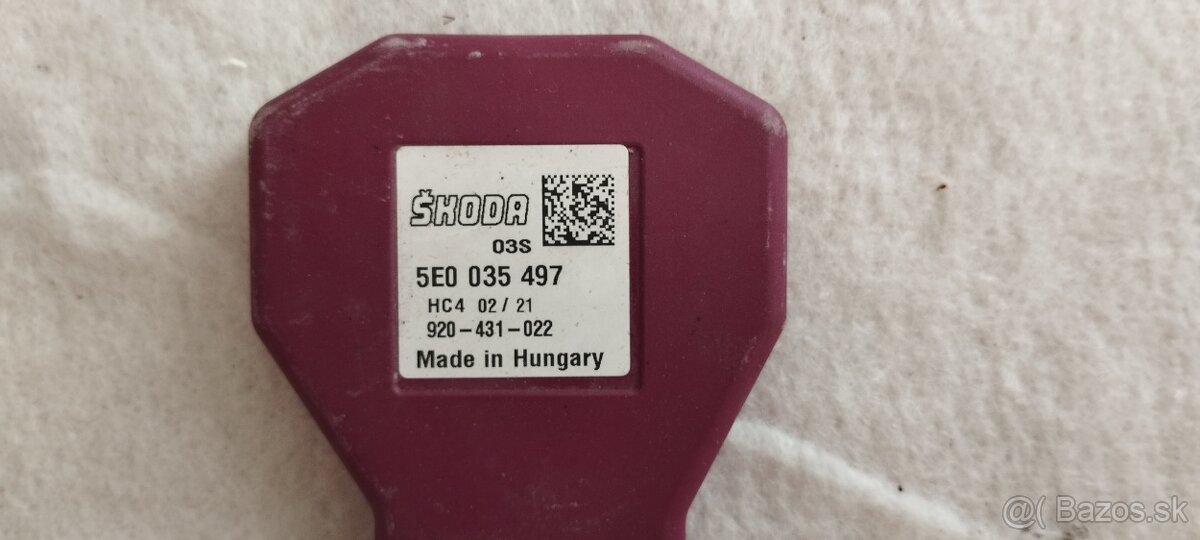 ŠKODA
03S
5E0 035 497
HC4 02 / 21
920-431-022
Made in Hungary
@( Bazos.sk